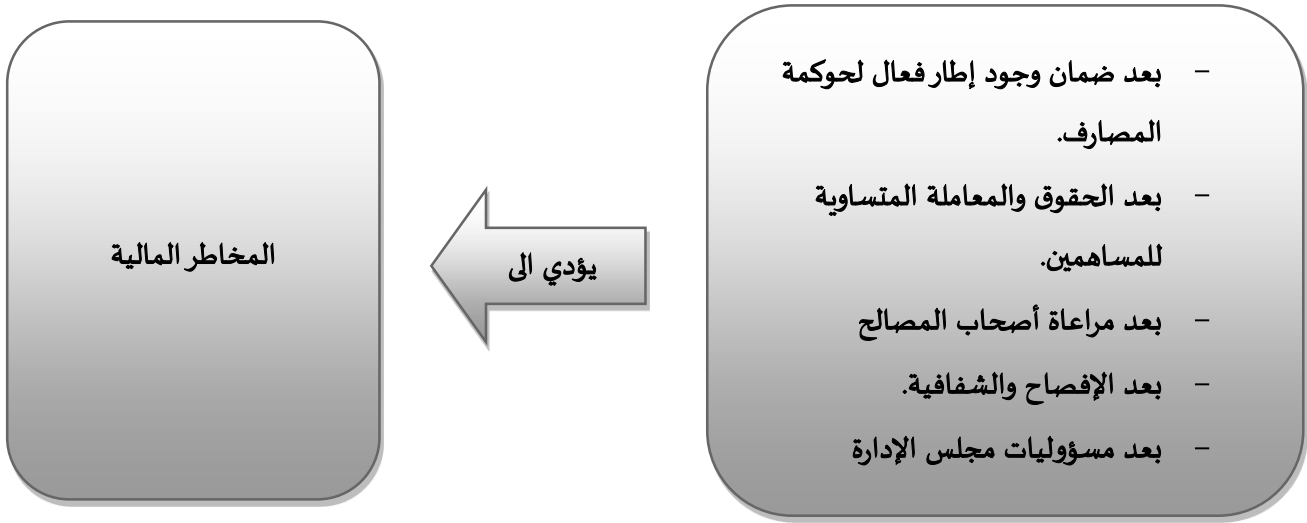 – بعد ضمان وجود إطار فعال لحوكمة
المصارف.
– بعد الحقوق والمعاملة المتساوية
للمساهمين.
– بعد مراعاة أصحاب المصالح
– بعد الإفصاح والشفافية.
– بعد مسؤوليات مجلس الإدارة
يؤدي الى
المخاطر المالية